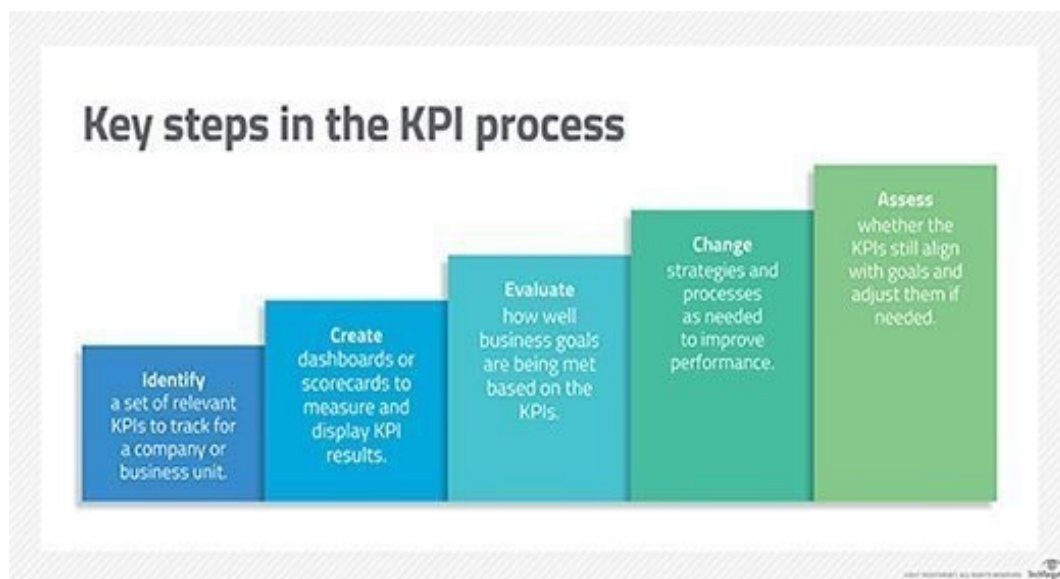 Key steps in the KPI process
Identify
a set of relevant
KPIs to track for
a company or
business unit.
Create
dashboards or
scorecards to
measure and
display KPI
results.
Evaluate
how well
business goals
are being met
based on the
KPIs.
Change
strategies and
processes
as needed
to improve
performance.
Assess
whether the
KPIs still align
with goals and
adjust them if
needed.